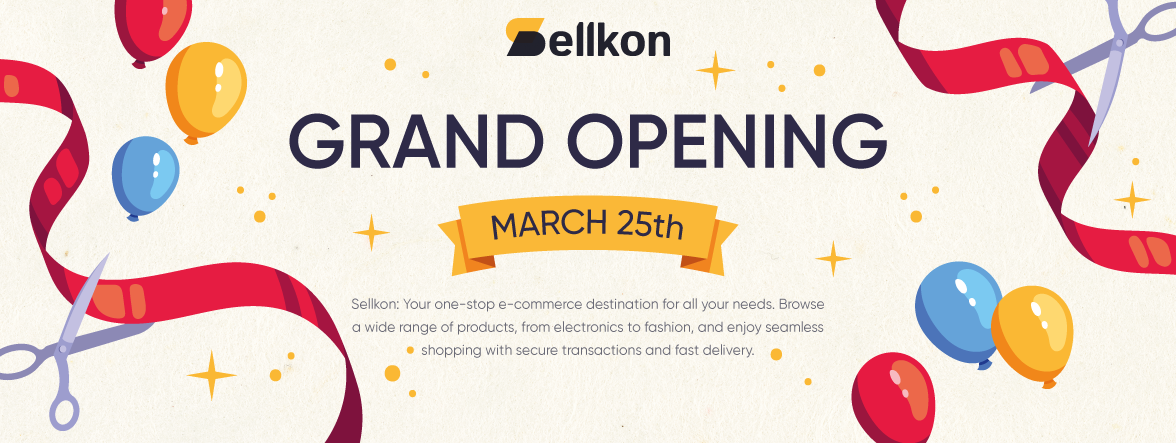 Sellkon
GRAND OPENING
MARCH 25th
Sellkon: Your one-stop e-commerce destination for all your needs. Browse
a wide range of products, from electronics to fashion, and enjoy seamless
shopping with secure transactions and fast delivery.